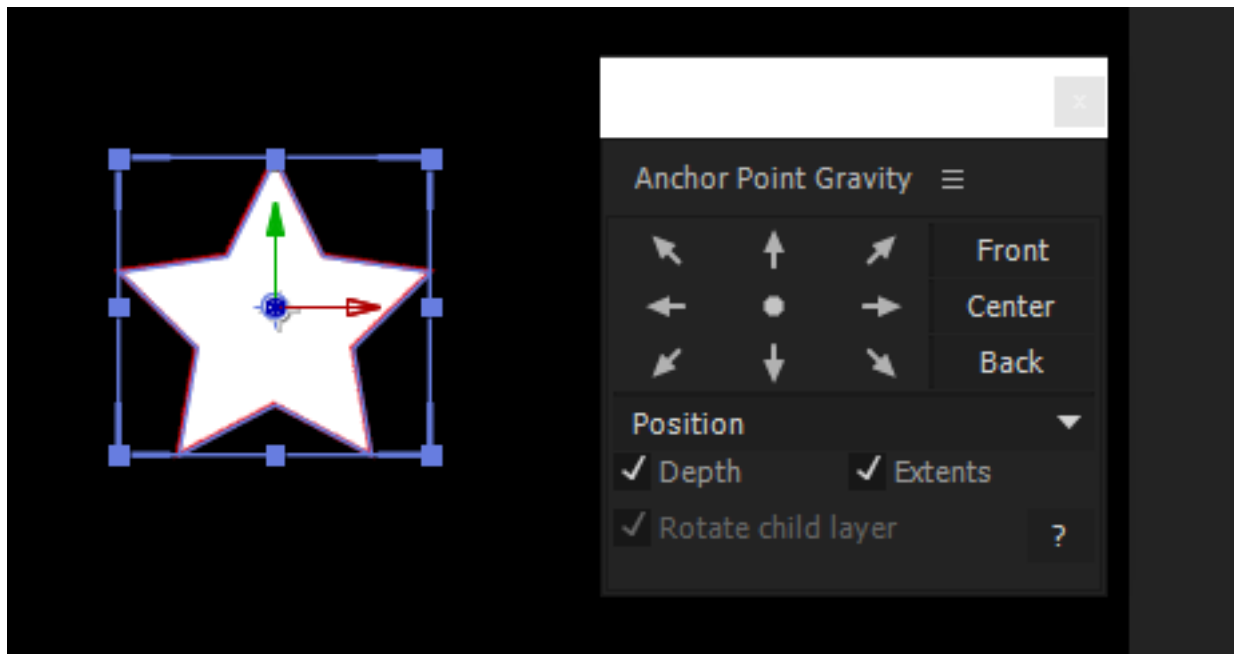 Anchor Point Gravity
Front
Center
Back
Position
Depth Extents
Rotate child layer
?